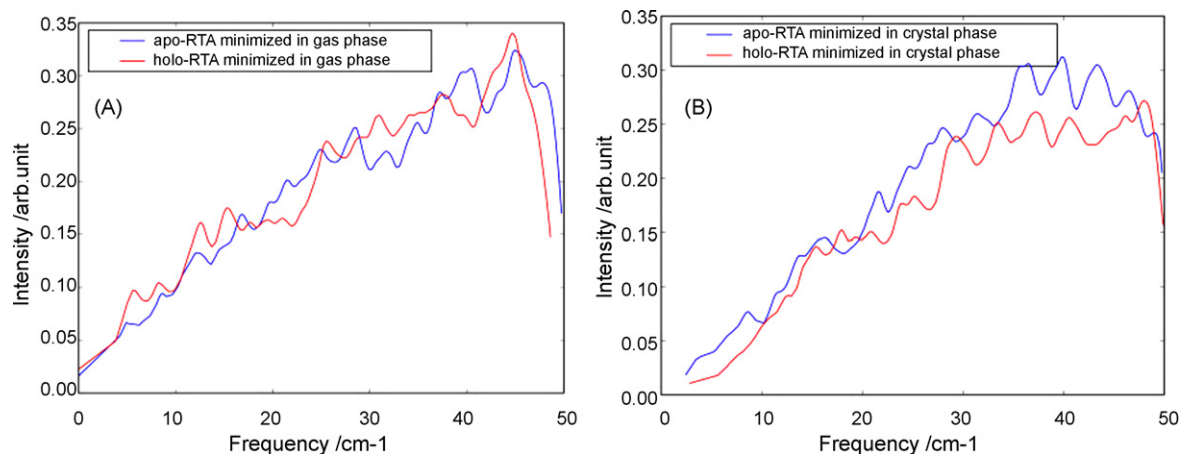 0.35
apo-RTA minimized in gas phase
holo-RTA minimized in gas phase
0.30
(A)
0.25
0.20
0.15
0.10
0.05
0.00
Intensity /arb.unit
0 10 20 30 40 50
Frequency /cm-1
0.35
apo-RTA minimized in crystal phase
holo-RTA minimized in crystal phase
0.30
(B)
0.25
0.20
0.15
0.10
0.05
0.00
Intensity /arb.unit
0 10 20 30 40 50
Frequency /cm-1